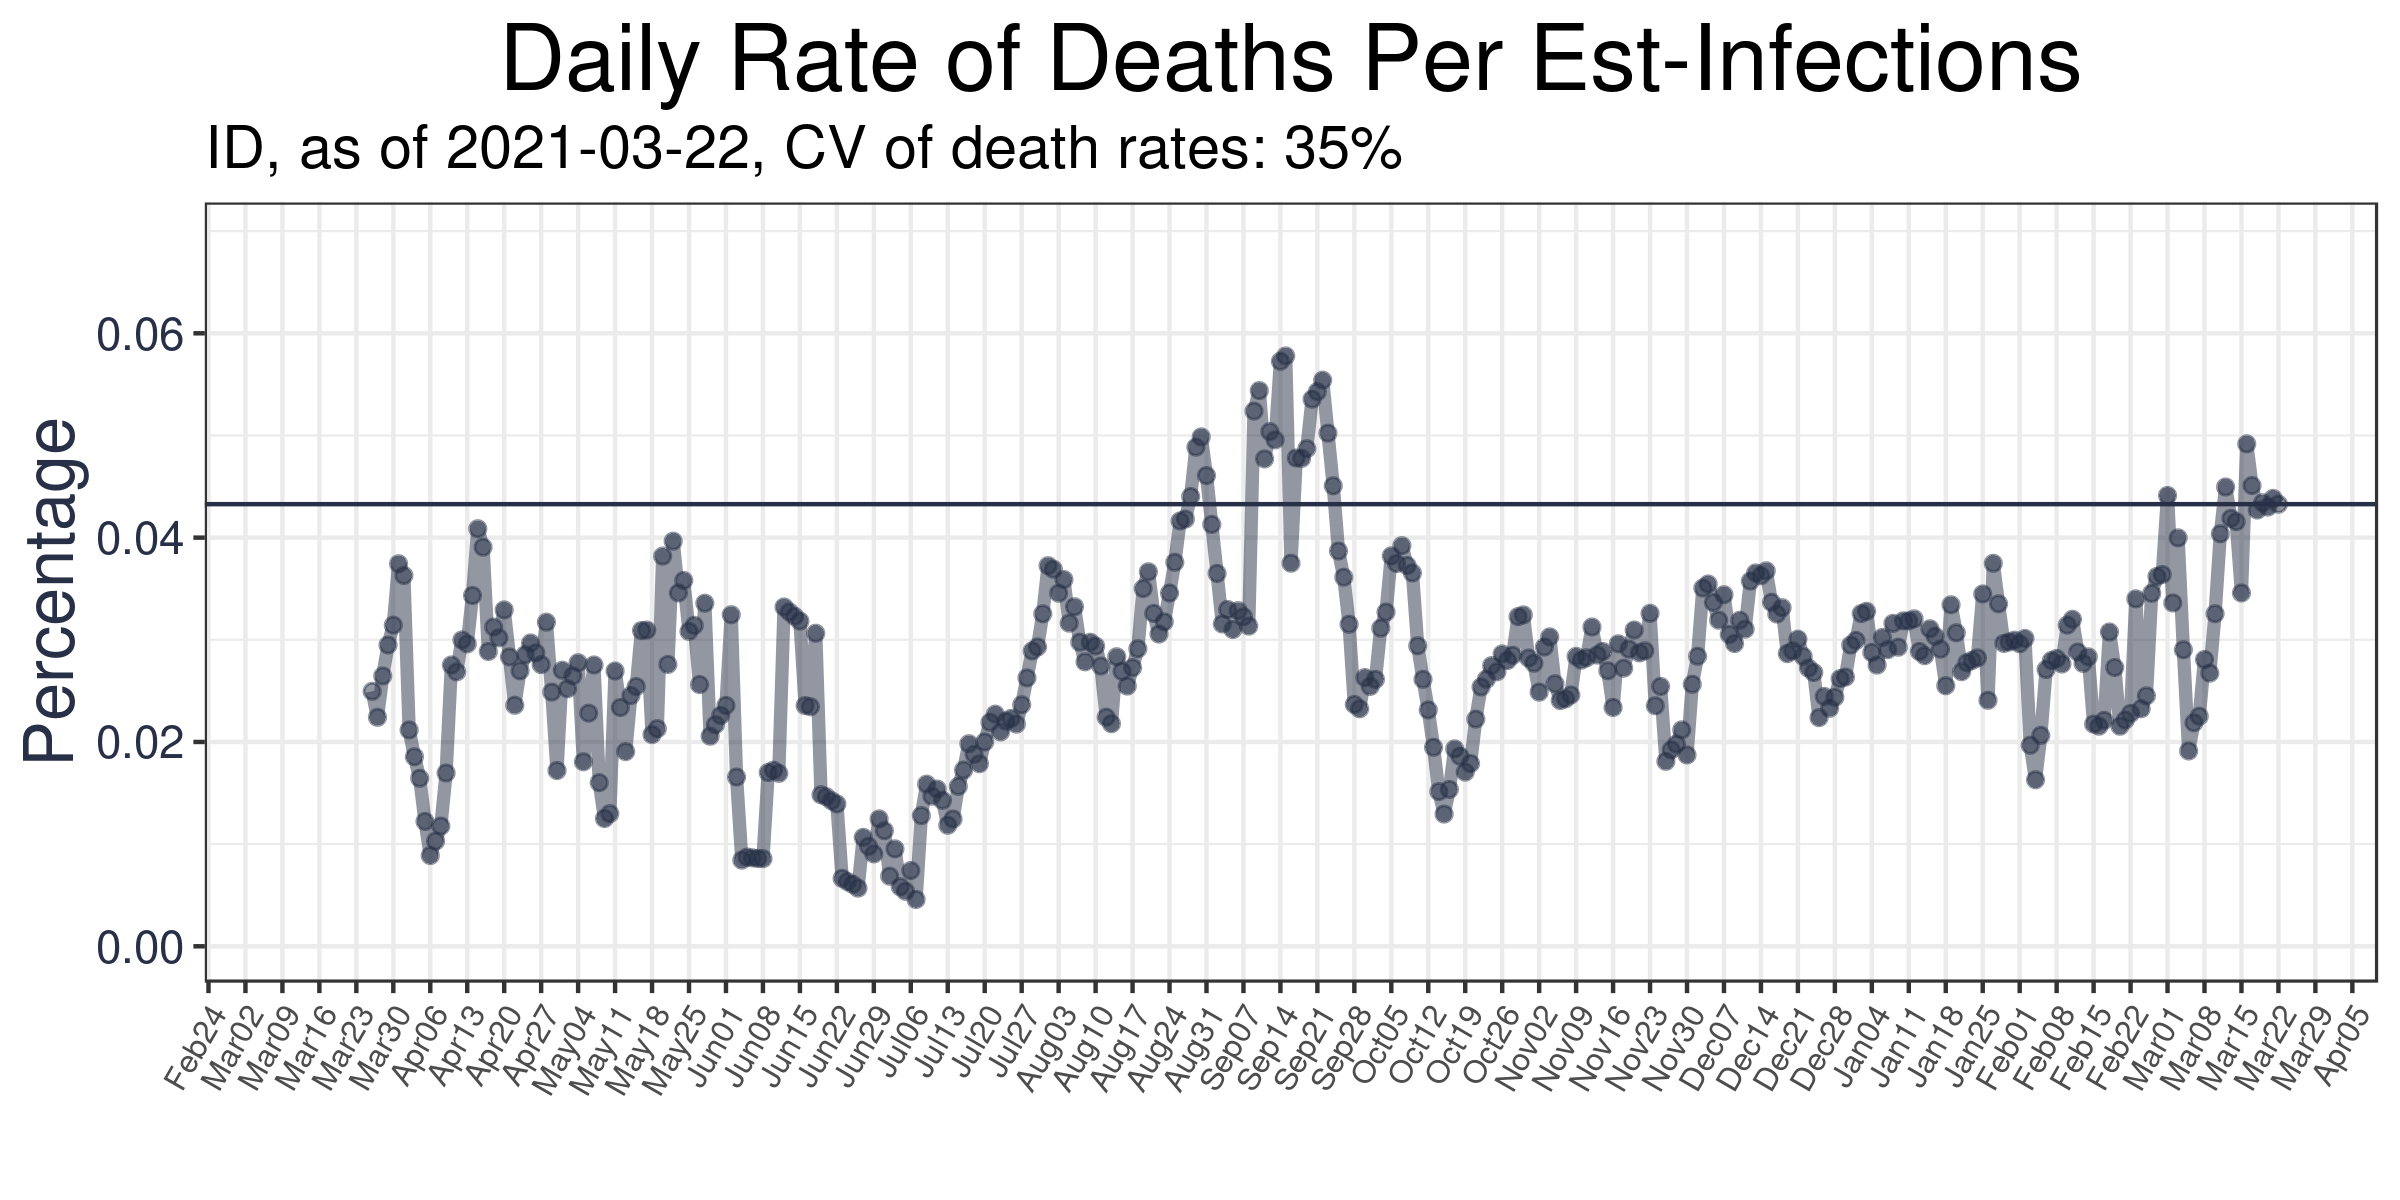 Daily Rate of Deaths Per Est-Infections
ID, as of 2021-03-22, CV of death rates: 35%
Percentage
0.06
0.04
0.02
0.00
Feb24
Mar02
Mar09
Mar16
Mar23
Mar30
Apr06
Apr13
Apr20
Apr27
May04
May11
May18
May25
Jun01
Jun08
Jun15
Jun22
Jun29
Jul06
Jul13
Jul20
Jul27
Aug03
Aug10
Aug17
Aug24
Aug31
Sep07
Sep14
Sep21
Sep28
Oct05
Oct12
Oct19
Oct26
Nov02
Nov09
Nov16
Nov23
Nov30
Dec07
Dec14
Dec21
Dec28
Jan04
Jan11
Jan18
Jan25
Feb01
Feb08
Feb15
Feb22
Mar01
Mar08
Mar15
Mar22
Mar29
Apr05